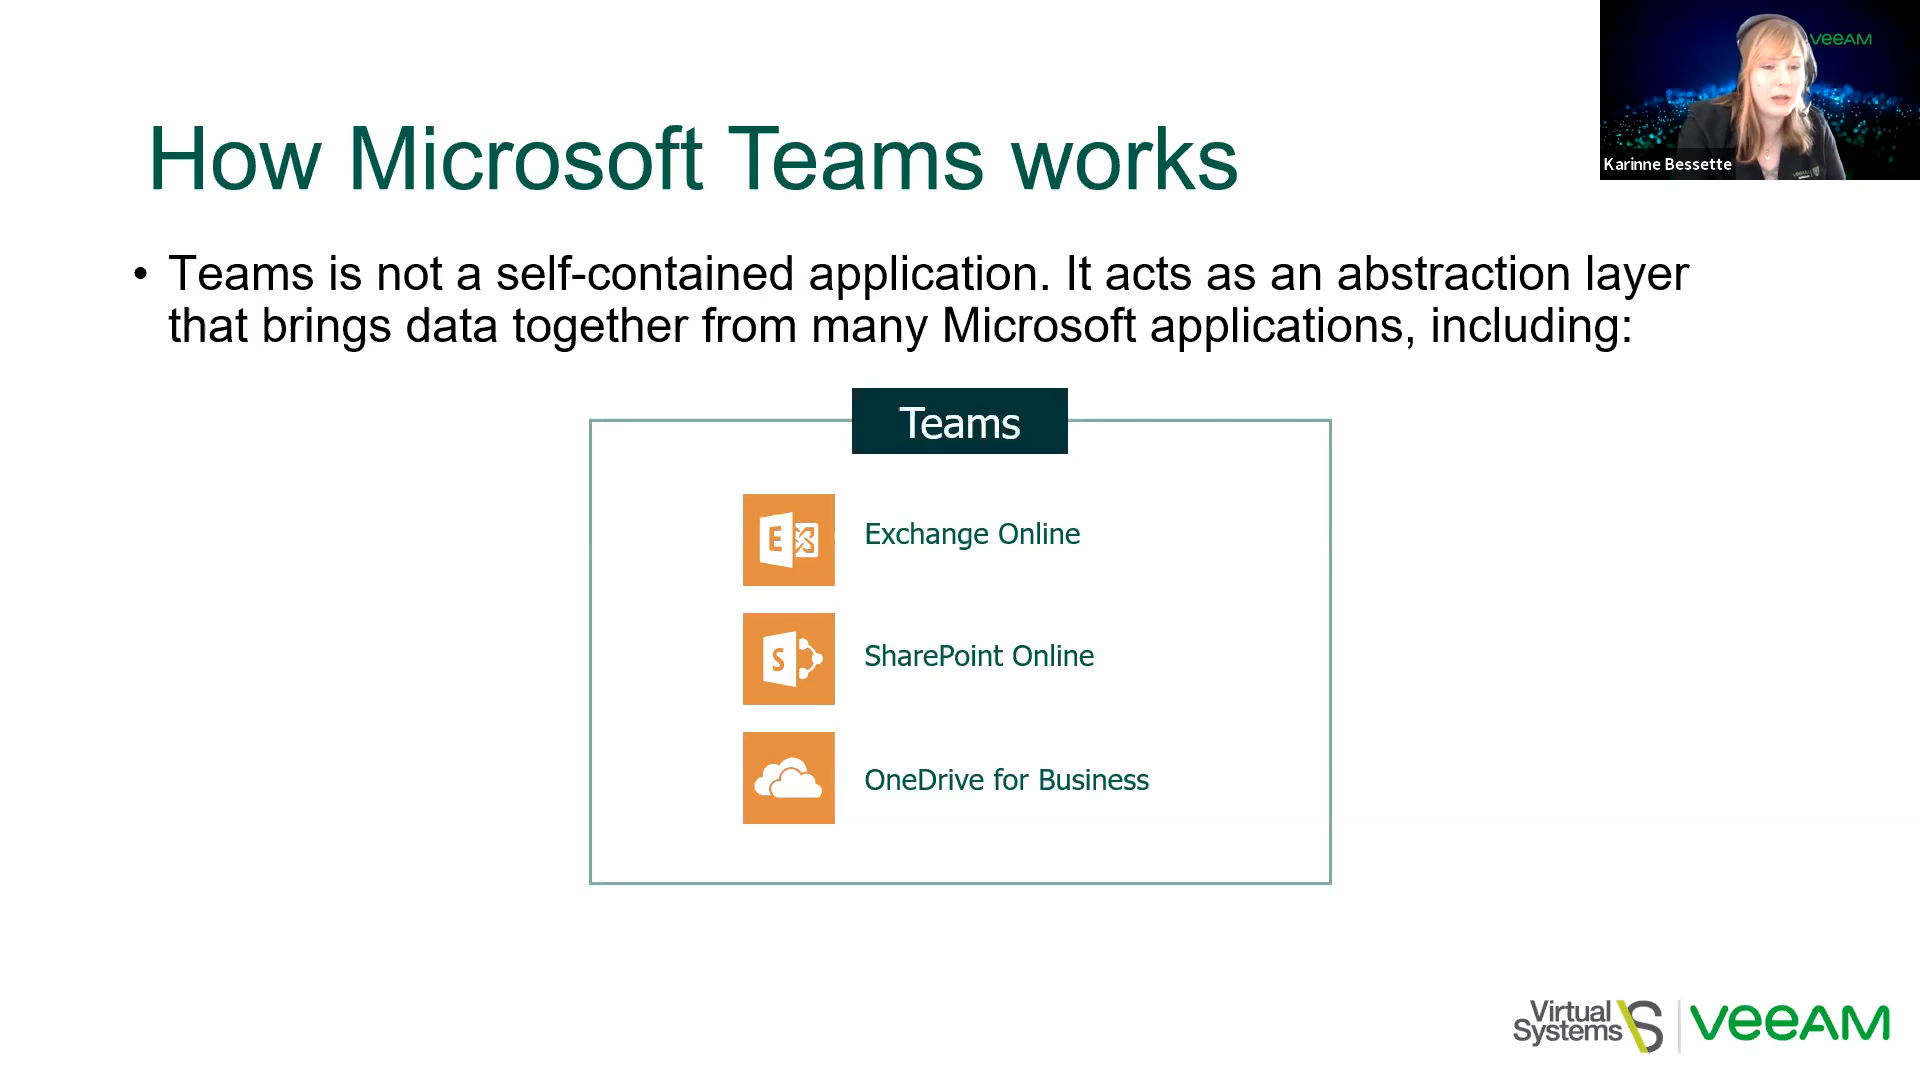 VEEAM
Karinne Bessette
How Microsoft Teams works
• Teams is not a self-contained application. It acts as an abstraction layer
that brings data together from many Microsoft applications, including:
Teams
E
Exchange Online
S
SharePoint Online
OneDrive for Business
Virtual
Systems
VS
VEEAM